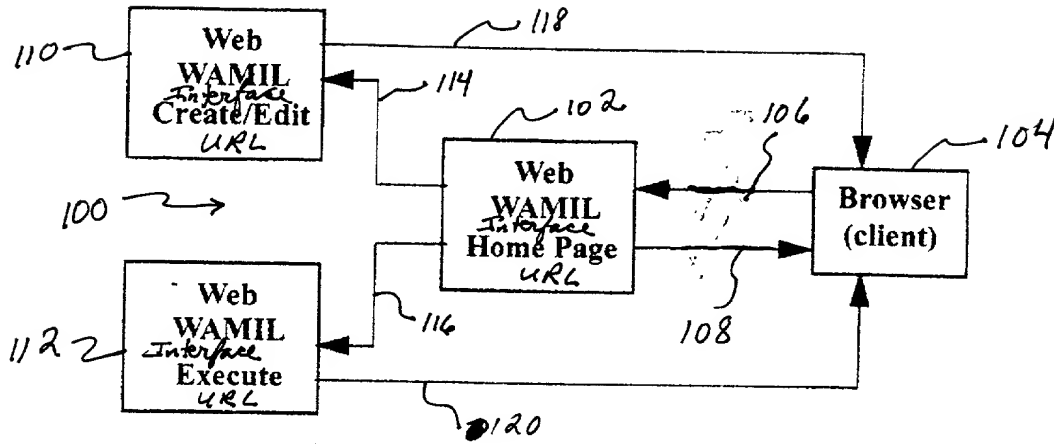 110
Web
WAMIL
Interface
Create/Edit
URL
118
114
102
106
104
100
Web
WAMIL
Interface
Home Page
URL
Browser
(client)
108
116
112
Web
WAMIL
Interface
Execute
URL
120